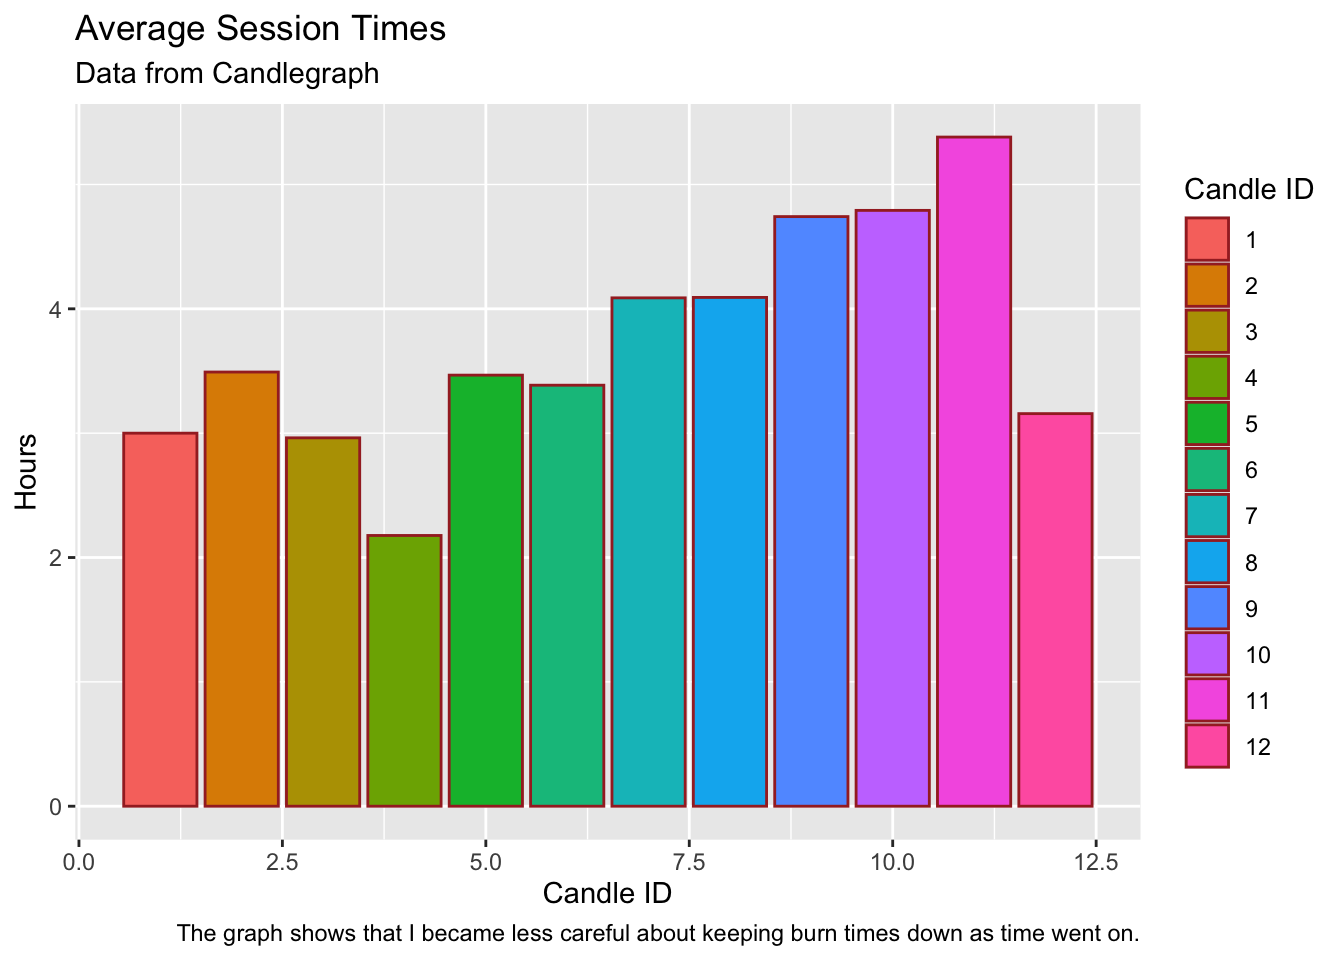 Average Session Times
Data from Candlegraph
Hours
4
2
0
0.0 2.5 5.0 7.5 10.0 12.5
Candle ID
The graph shows that I became less careful about keeping burn times down as time went on.
Candle ID
1
2
3
4
5
6
7
8
9
10
11
12